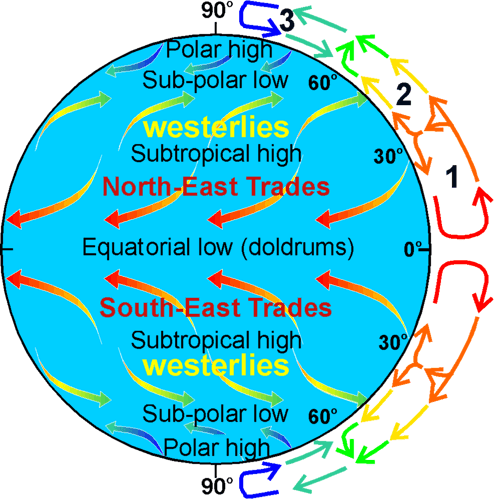 90°
3
Polar high
Sub-polar low
60°
2
westerlies
Subtropical high
30°
1
North-East Trades
Equatorial low (doldrums)
0°
South-East Trades
Subtropical high
30°
westerlies
Sub-polar low
60°
Polar high
90°